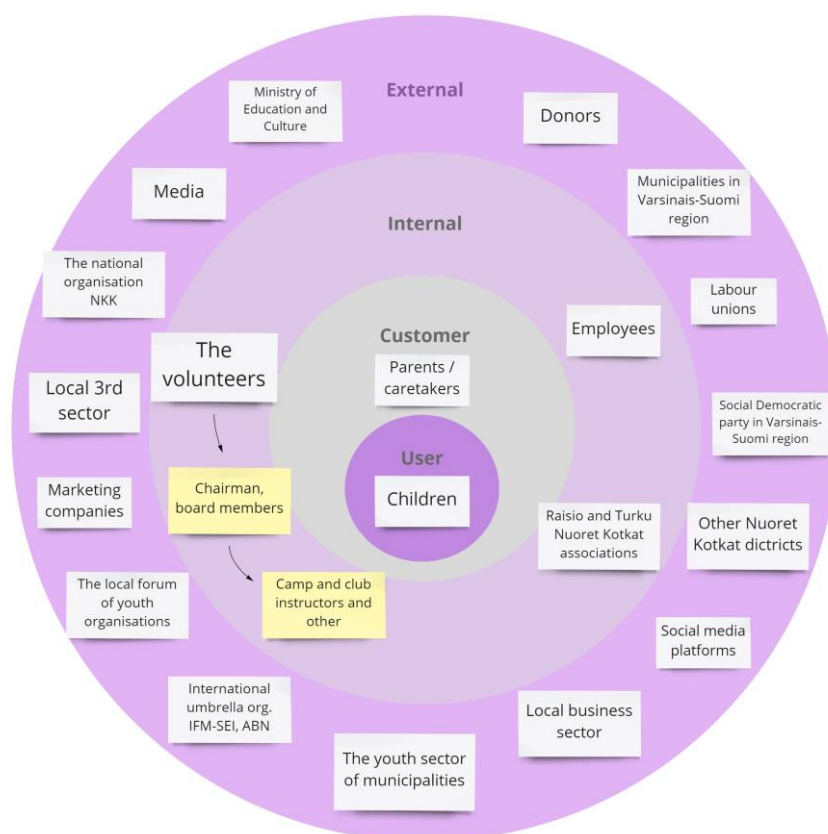 External
Ministry of
Education and
Culture
Donors
Media
Municipalities in
Varsinais-Suomi
region
Internal
The national
organisation
NKK
Labour
unions
Employees
Customer
Parents /
caretakers
The
volunteers
Local 3rd
sector
Social Democratic
party in Varsinais-
Suomi region
User
Children
Chairman,
board members
Marketing
companies
Raisio and Turku
Nuoret Kotkat
associations
Other Nuoret
Kotkat dictricts
The local forum
of youth
organisations
Camp and club
instructors and
other
Social media
platforms
International
umbrella org.
IFM-SEI, ABN
Local business
sector
The youth sector
of municipalities